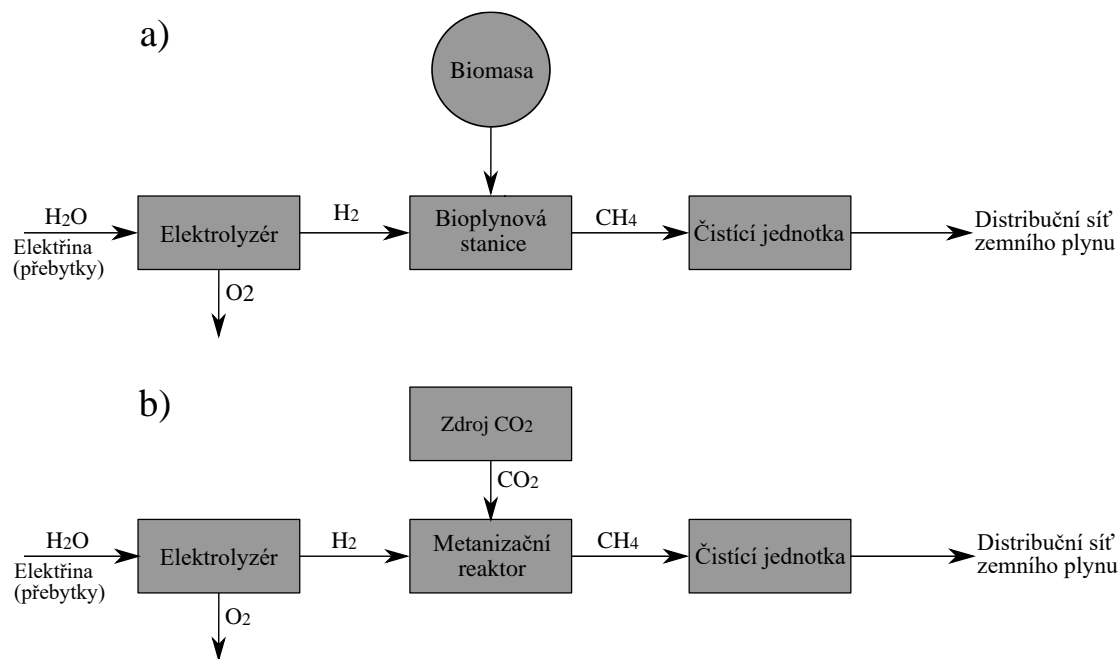 a)
Biomasa
H2O
Elektřina
(přebytky)
Elektrolyzér
O2
H2
Bioplynová
stanice
CH4
Čistící jednotka
Distribuční síť
zemního plynu
b)
Zdroj CO2
CO2
H2O
Elektřina
(přebytky)
Elektrolyzér
O2
H2
Metanizační
reaktor
CH4
Čistící jednotka
Distribuční síť
zemního plynu